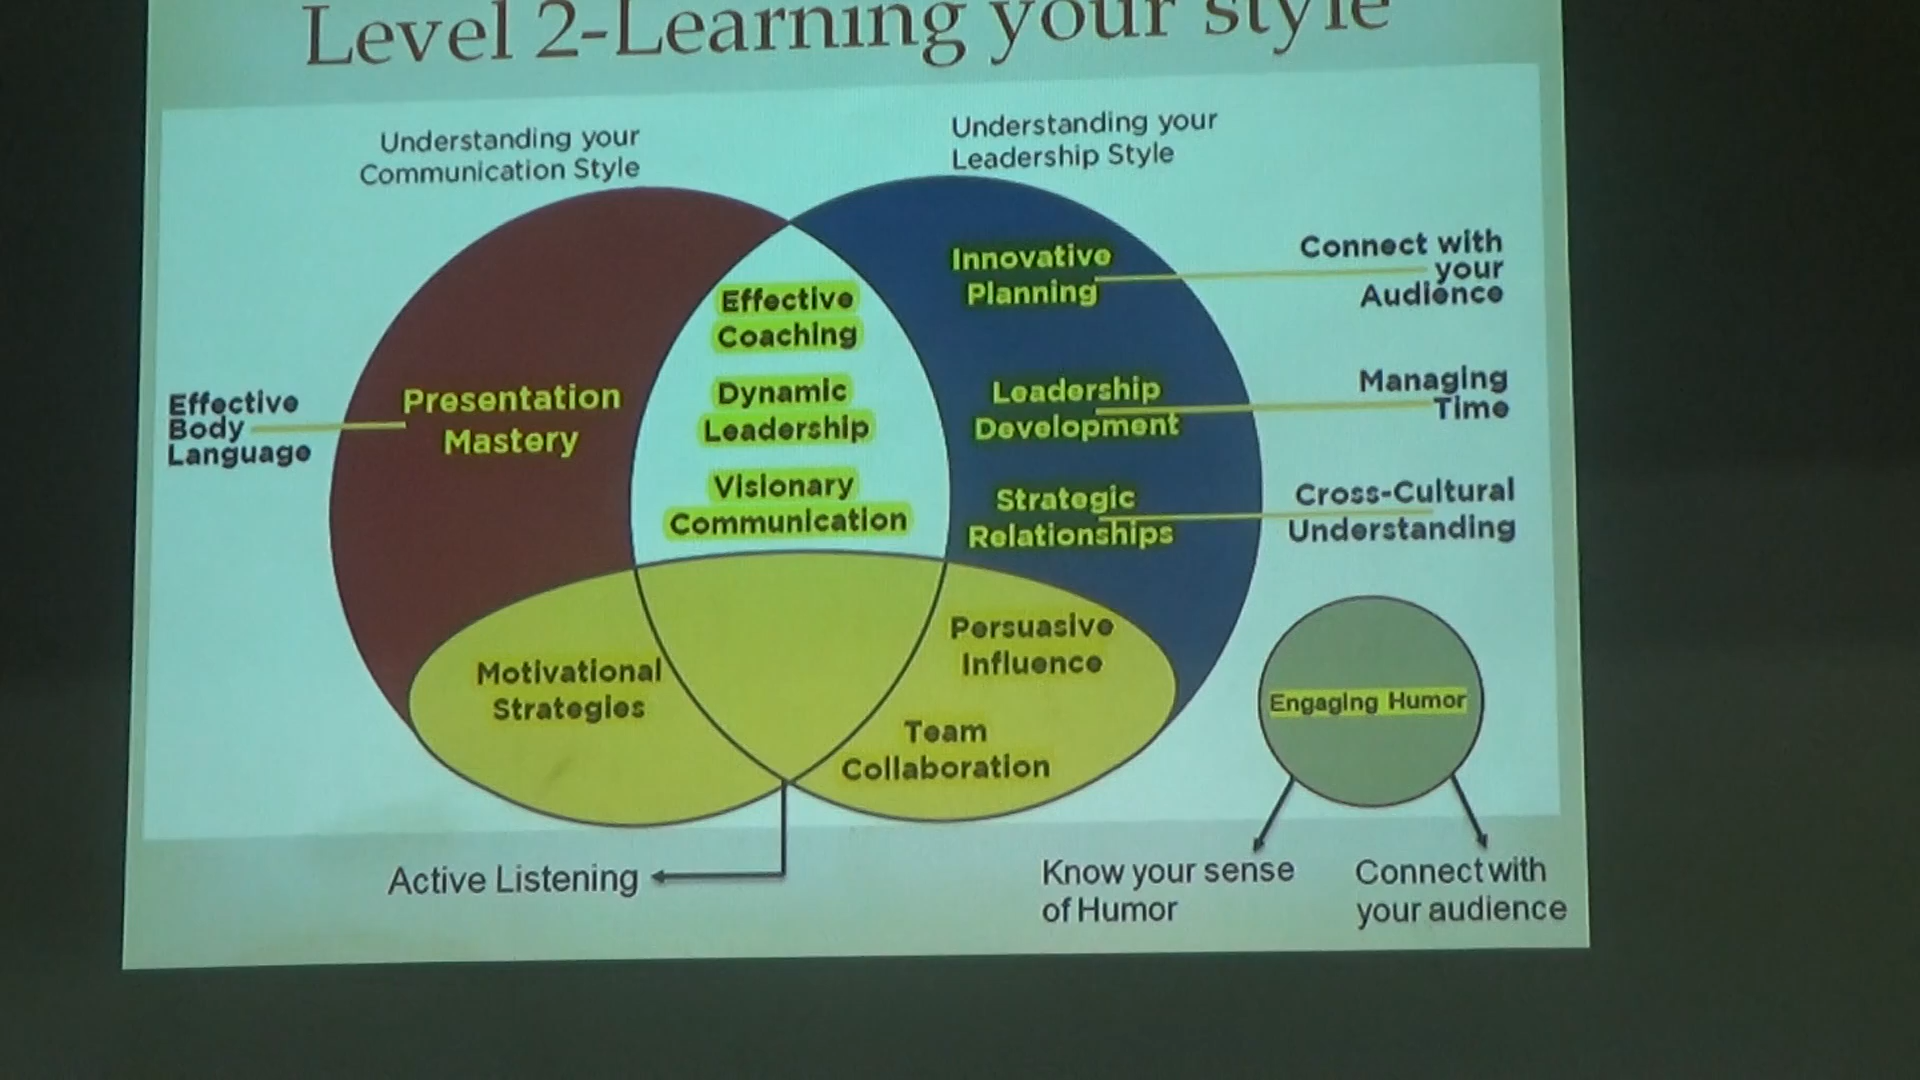 Level 2-Learning your style
Understanding your
Communication Style
Understanding your
Leadership Style
Effective
Body
Language
Presentation
Mastery
Effective
Coaching
Dynamic
Leadership
Visionary
Communication
Innovative
Planning
Leadership
Development
Strategic
Relationships
Connect with
your
Audience
Managing
Time
Cross-Cultural
Understanding
Motivational
Strategies
Persuasive
Influence
Team
Collaboration
Engaging Humor
Active Listening
Know your sense
of Humor
Connect with
your audience